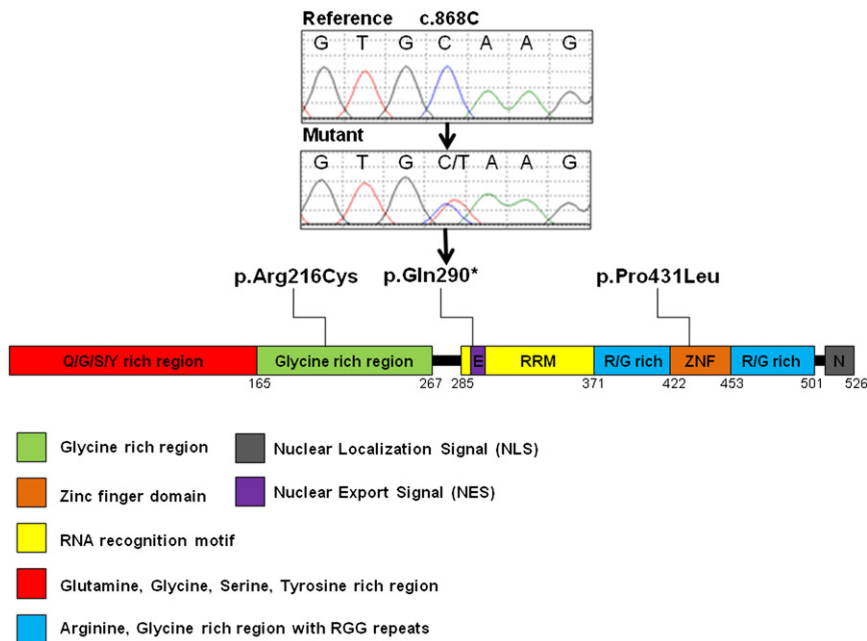 Reference c.868C
G T G C A A G
Mutant
G T G C/T A A G
p.Arg216Cys p.Gln290* p.Pro431Leu
Q/G/S/Y rich region Glycine rich region E RRM R/G rich ZNF R/G rich N
165 267 285 371 422 453 501 526
Glycine rich region Nuclear Localization Signal (NLS)
Zinc finger domain Nuclear Export Signal (NES)
RNA recognition motif
Glutamine, Glycine, Serine, Tyrosine rich region
Arginine, Glycine rich region with RGG repeats